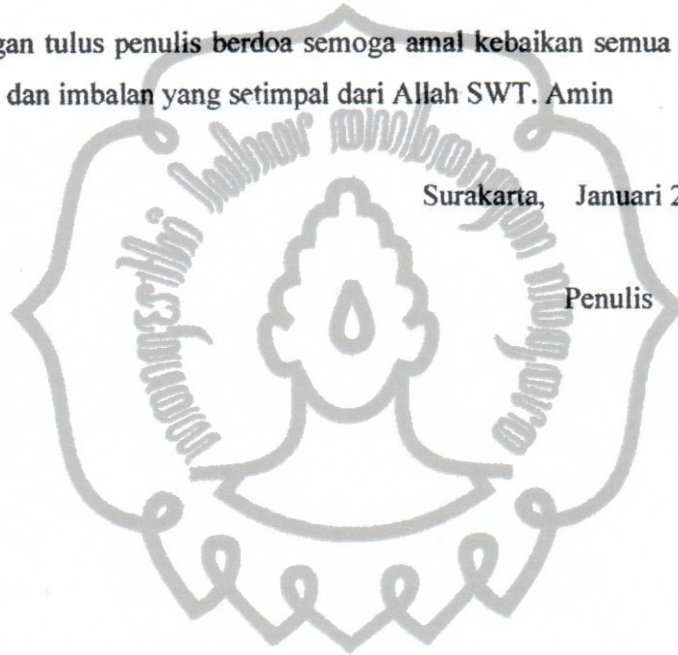 gan tulus penulis berdoa semoga amal kebaikan semua
dan imbalan yang setimpal dari Allah SWT. Amin
Surakarta, Januari 2
Penulis